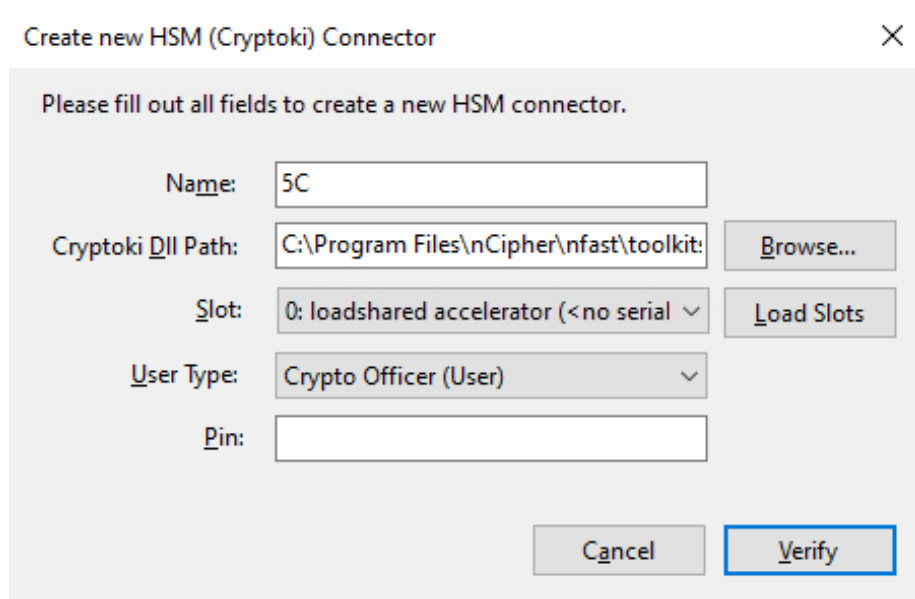 Create new HSM (Cryptoki) Connector
Please fill out all fields to create a new HSM connector.
Name: 5C
Cryptoki Dll Path: C:\Program Files\nCipher\nfast\toolkits Browse...
Slot: 0: loadshared accelerator (<no serial Load Slots
User Type: Crypto Officer (User)
Pin:
Cancel Verify